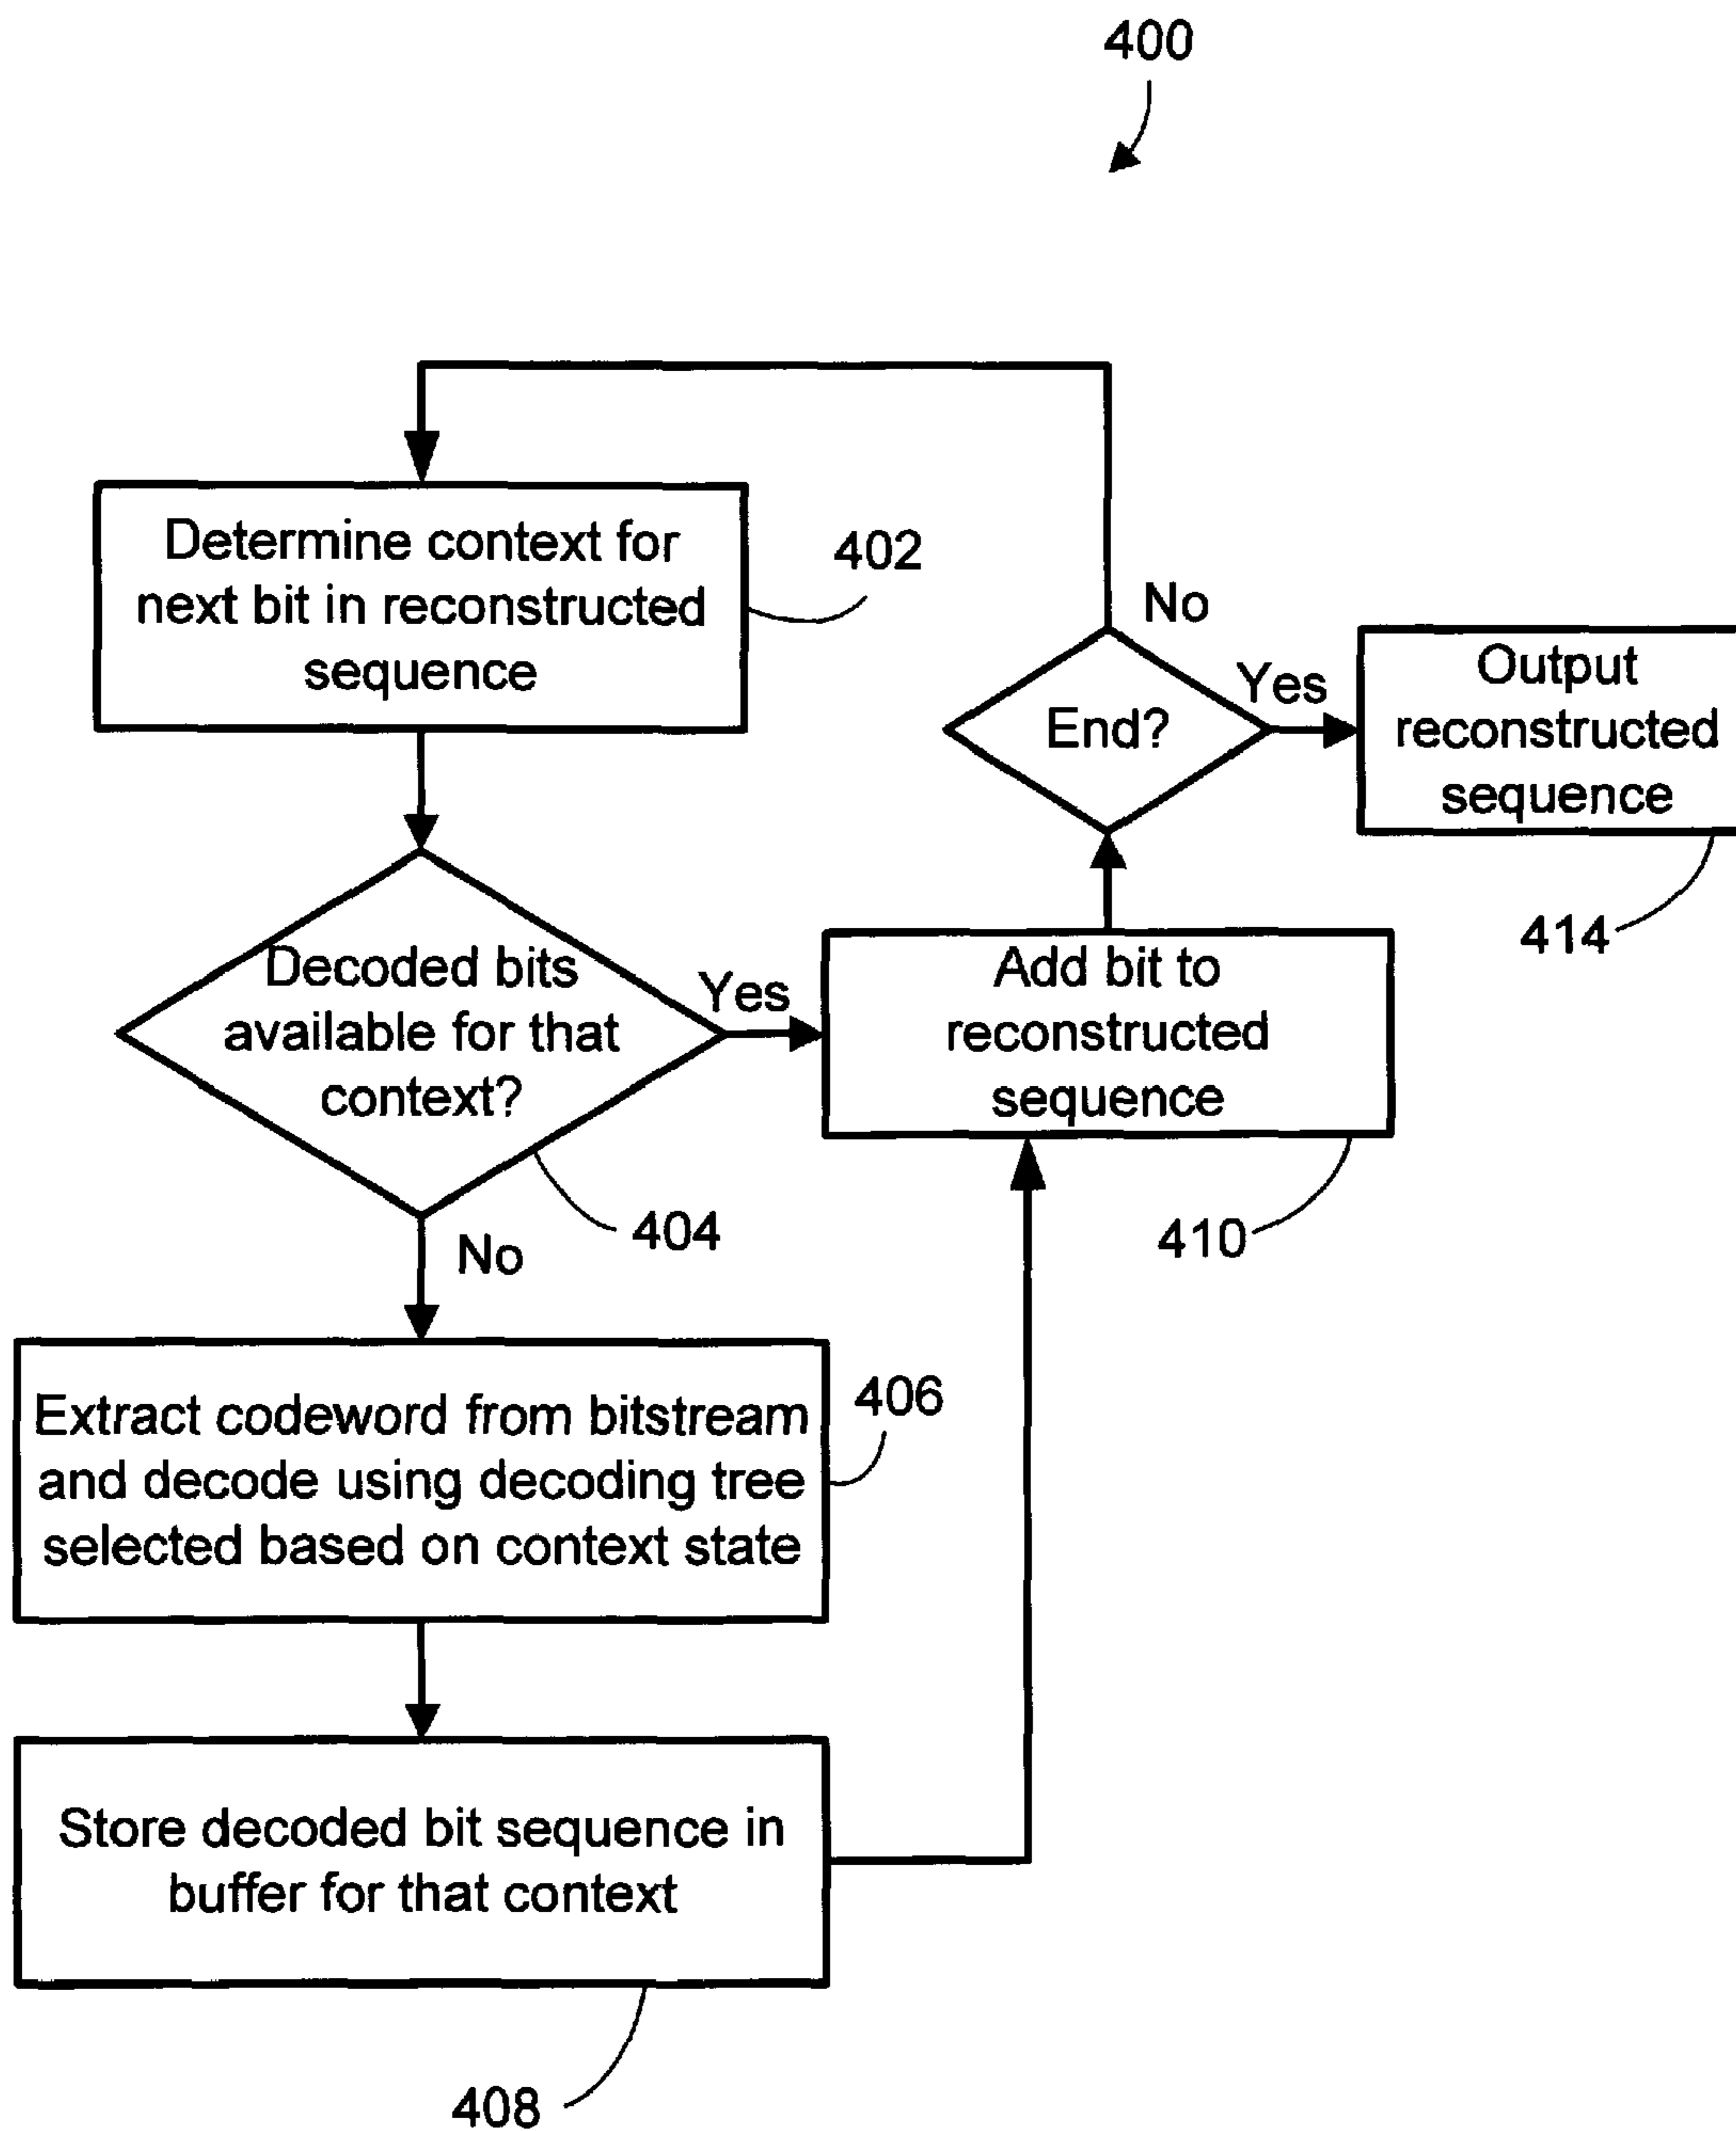 400
Determine context for
next bit in reconstructed
sequence
402
No
End?
Yes
Output
reconstructed
sequence
414
Decoded bits
available for that
context?
Yes
404
No
Add bit to
reconstructed
sequence
410
Extract codeword from bitstream
and decode using decoding tree
selected based on context state
406
Store decoded bit sequence in
buffer for that context
408